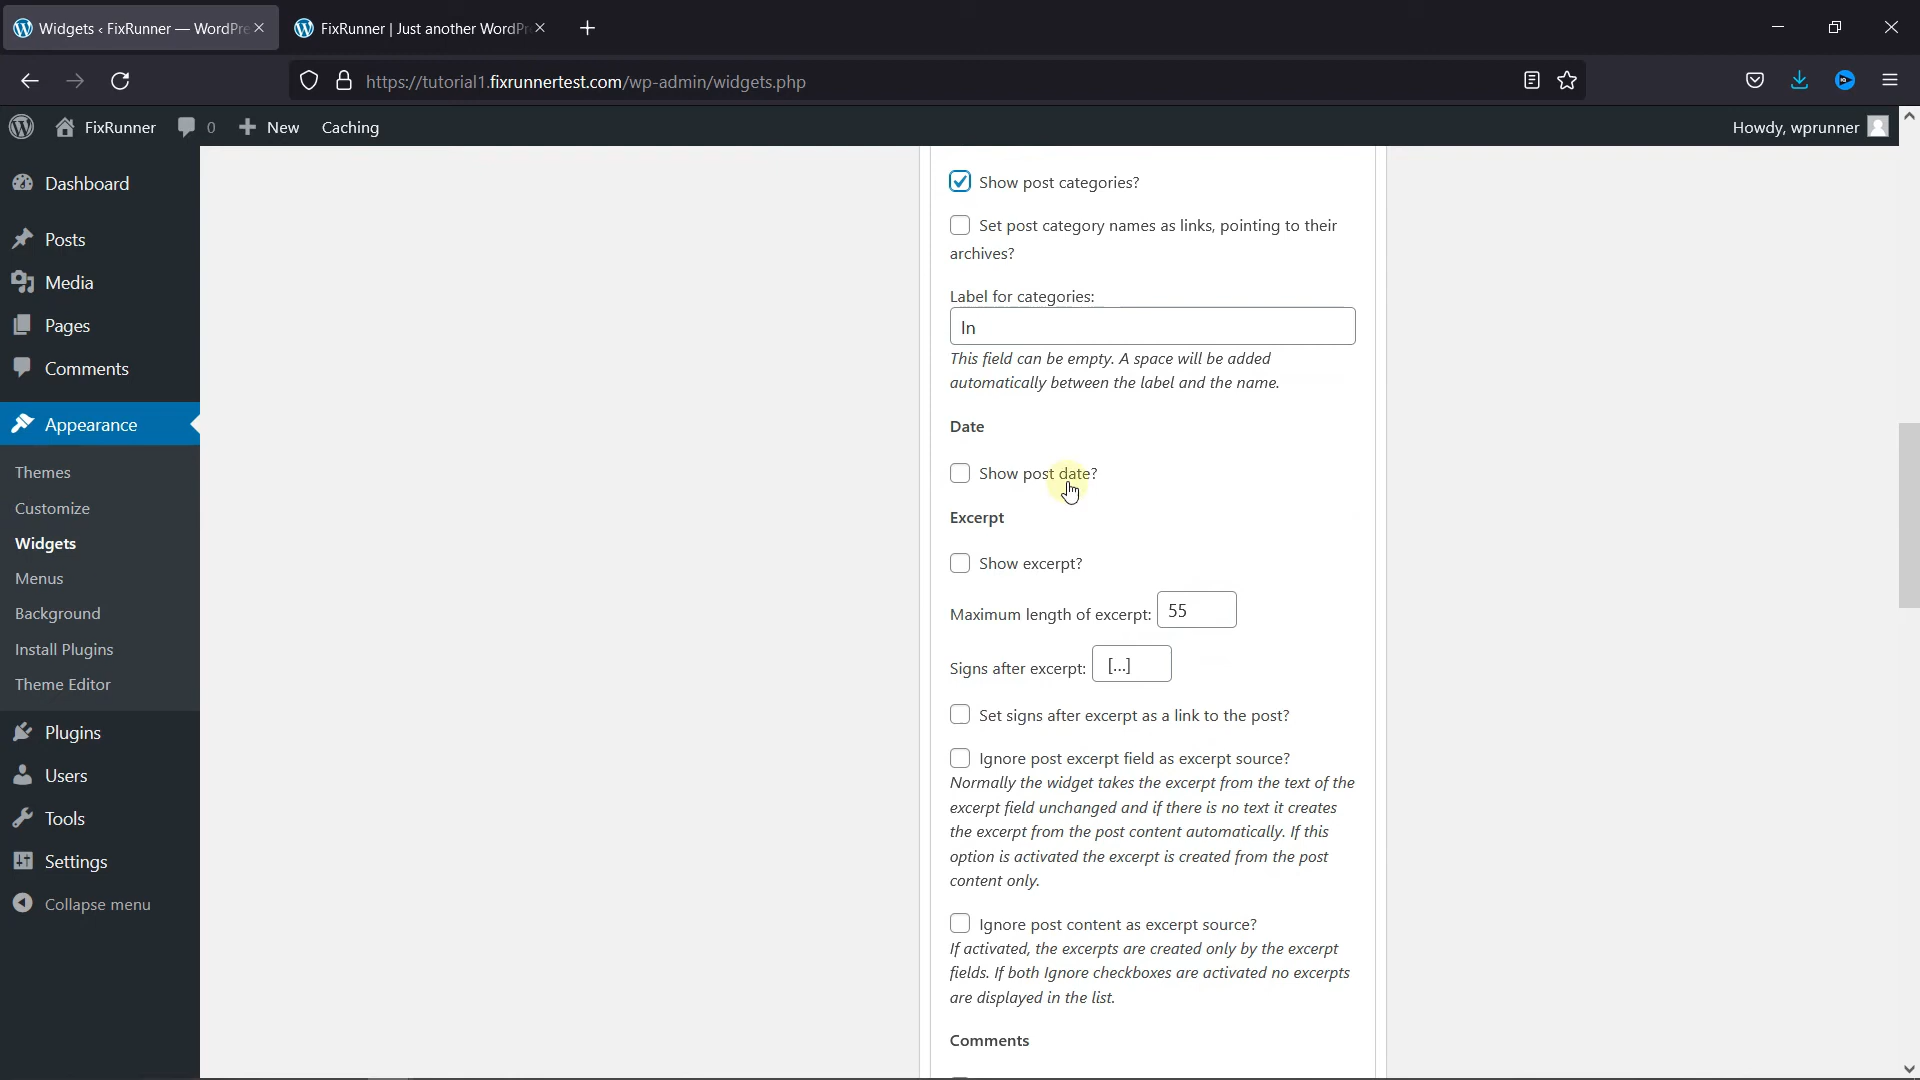 Widgets ‹ FixRunner — WordPre
FixRunner | Just another WordPr
https://tutorial1.fixrunnertest.com/wp-admin/widgets.php
FixRunner
0
New
Caching
Howdy, wprunner
Dashboard
Posts
Media
Pages
Comments
Appearance
Themes
Customize
Widgets
Menus
Background
Install Plugins
Theme Editor
Plugins
Users
Tools
Settings
Collapse menu
Show post categories?
Set post category names as links, pointing to their
archives?
Label for categories:
In
This field can be empty. A space will be added
automatically between the label and the name.
Date
Show post date?
Excerpt
Show excerpt?
Maximum length of excerpt: 55
Signs after excerpt: [...]
Set signs after excerpt as a link to the post?
Ignore post excerpt field as excerpt source?
Normally the widget takes the excerpt from the text of the
excerpt field unchanged and if there is no text it creates
the excerpt from the post content automatically. If this
option is activated the excerpt is created from the post
content only.
Ignore post content as excerpt source?
If activated, the excerpts are created only by the excerpt
fields. If both Ignore checkboxes are activated no excerpts
are displayed in the list.
Comments